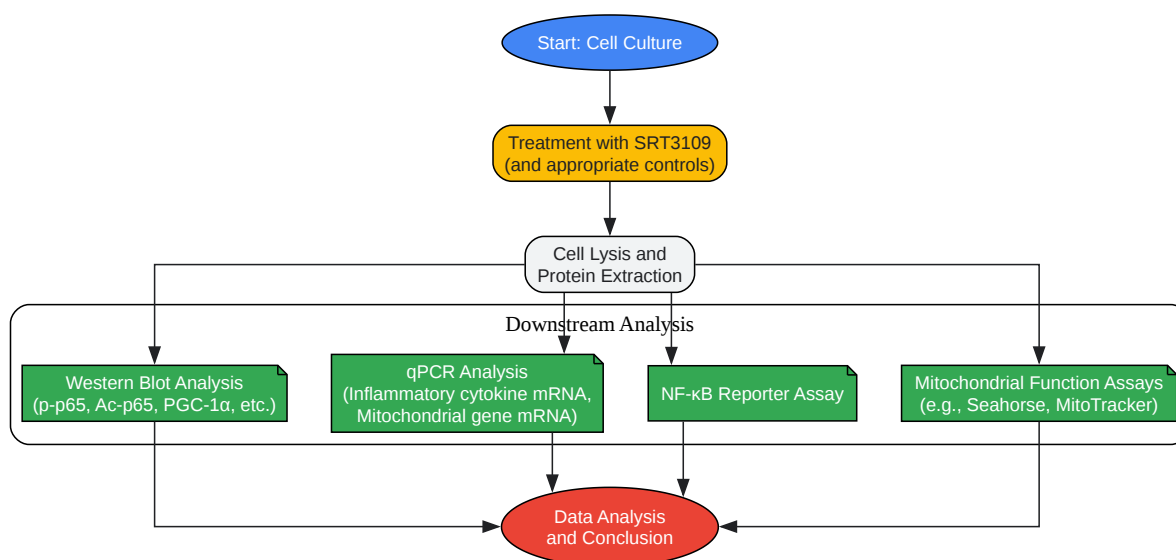 Start: Cell Culture
Treatment with SRT3109
(and appropriate controls)
Cell Lysis and
Protein Extraction
Downstream Analysis
Western Blot Analysis
(p-p65, Ac-p65, PGC-1α, etc.)
qPCR Analysis
(Inflammatory cytokine mRNA,
Mitochondrial gene mRNA)
NF-κB Reporter Assay
Mitochondrial Function Assays
(e.g., Seahorse, MitoTracker)
Data Analysis
and Conclusion